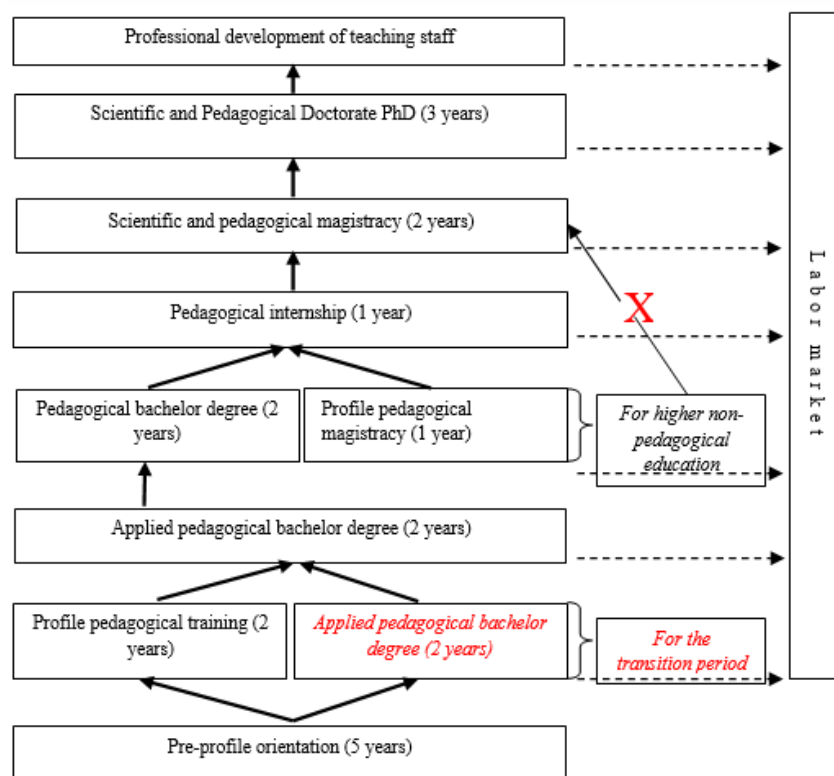 Professional development of teaching staff
Scientific and Pedagogical Doctorate PhD (3 years)
Scientific and pedagogical magistracy (2 years)
X
Pedagogical internship (1 year)
Pedagogical bachelor degree (2
years)
Profile pedagogical
magistracy (1 year)
For higher non-
pedagogical
education
Applied pedagogical bachelor degree (2 years)
Profile pedagogical training (2
years)
Applied pedagogical bachelor
degree (2 years)
For the
transition period
Pre-profile orientation (5 years)
Labor market